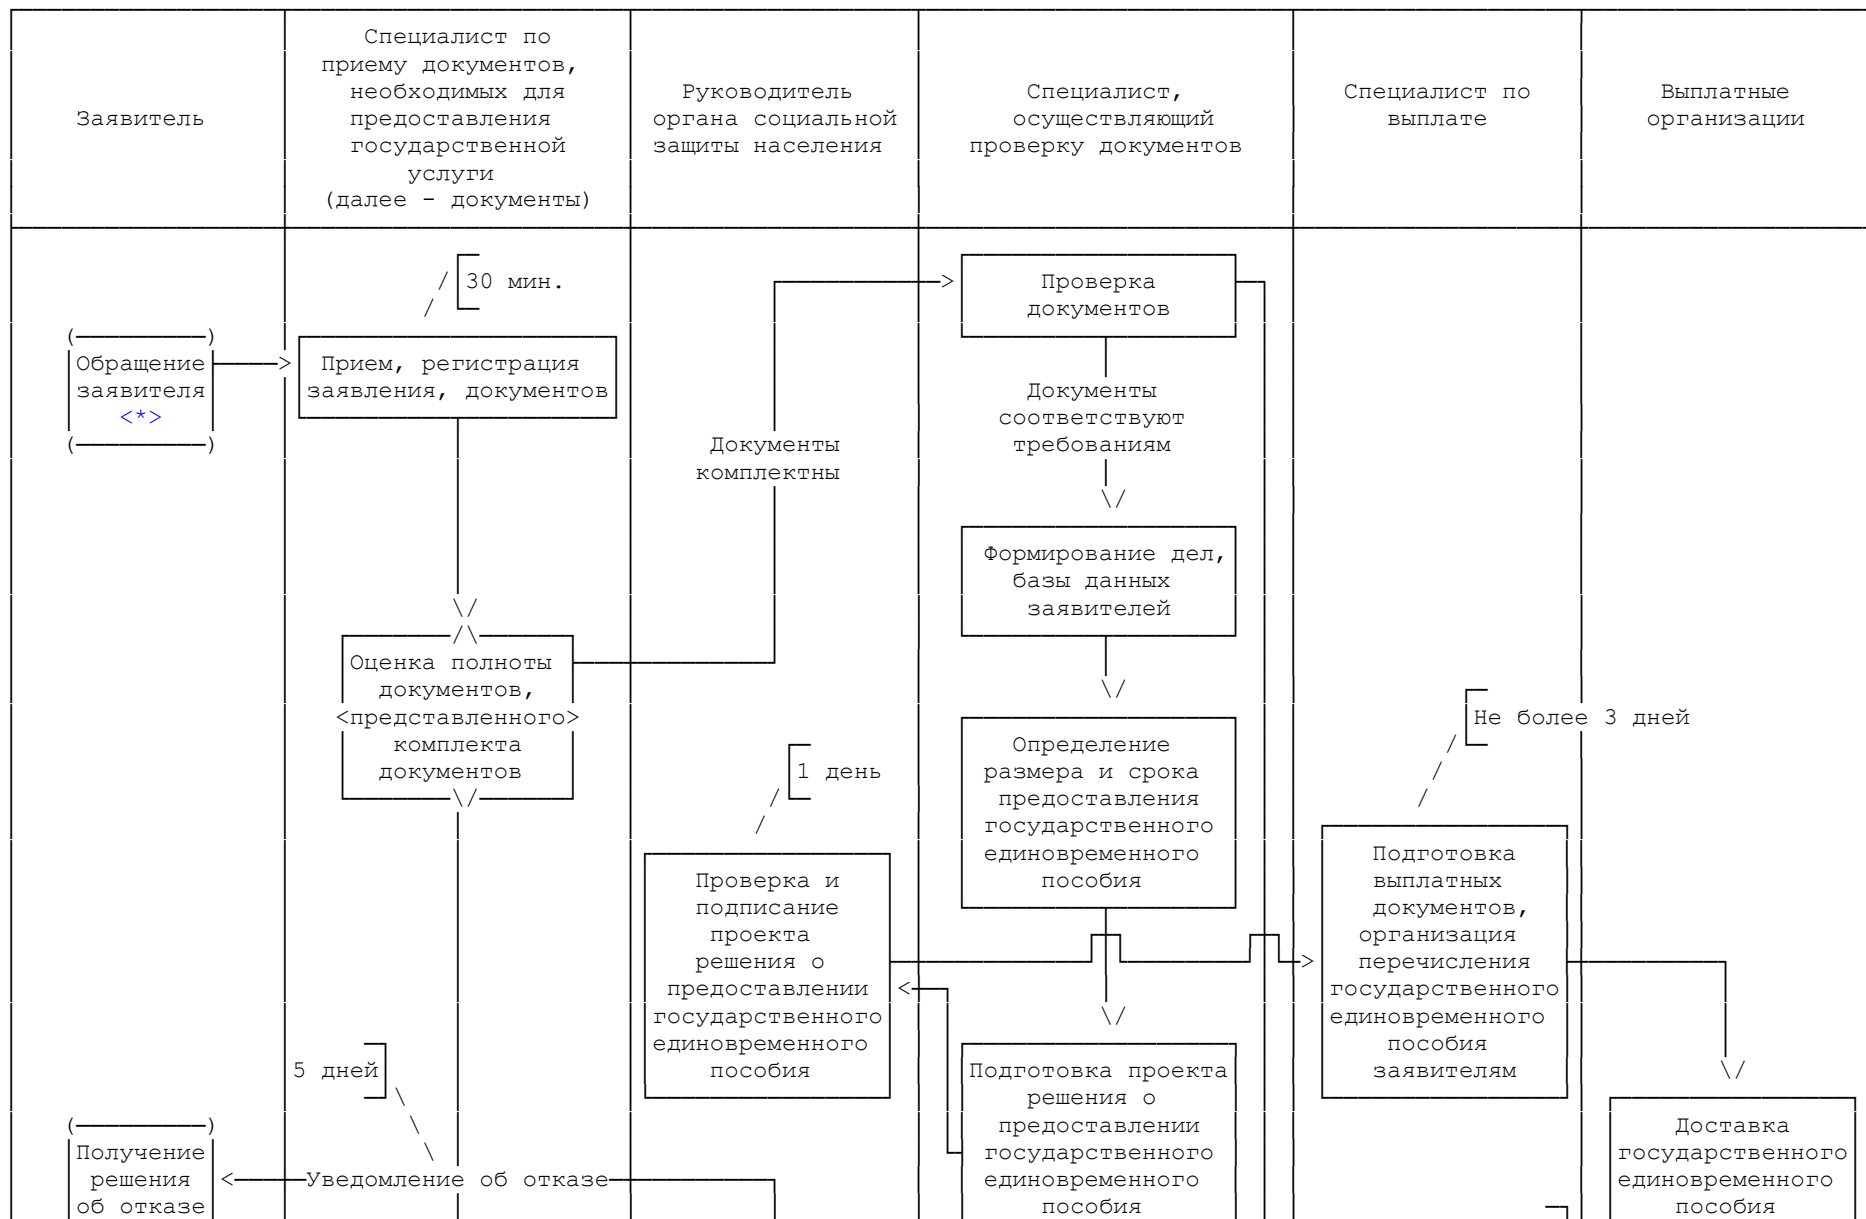 Заявитель
Специалист по
приему документов,
необходимых для
предоставления
государственной
услуги
(далее - документы)
Руководитель
органа социальной
защиты населения
Специалист,
осуществляющий
проверку документов
Специалист по
выплате
Выплатные
организации
30 мин.
Обращение
заявителя
<*>
Прием, регистрация
заявления, документов
Оценка полноты
документов,
<представленного>
комплекта
документов
Документы
комплектны
Проверка
документов
Документы
соответствуют
требованиям
Формирование дел,
базы данных
заявителей
Определение
размера и срока
предоставления
государственного
единовременного
пособия
Подготовка проекта
решения о
предоставлении
государственного
единовременного
пособия
1 день
Проверка и
подписание
проекта
решения о
предоставлении
государственного
единовременного
пособия
Не более 3 дней
Подготовка
выплатных
документов,
организация
перечисления
государственного
единовременного
пособия
заявителям
Доставка
государственного
единовременного
пособия
5 дней
Уведомление об отказе
Получение
решения
об отказе